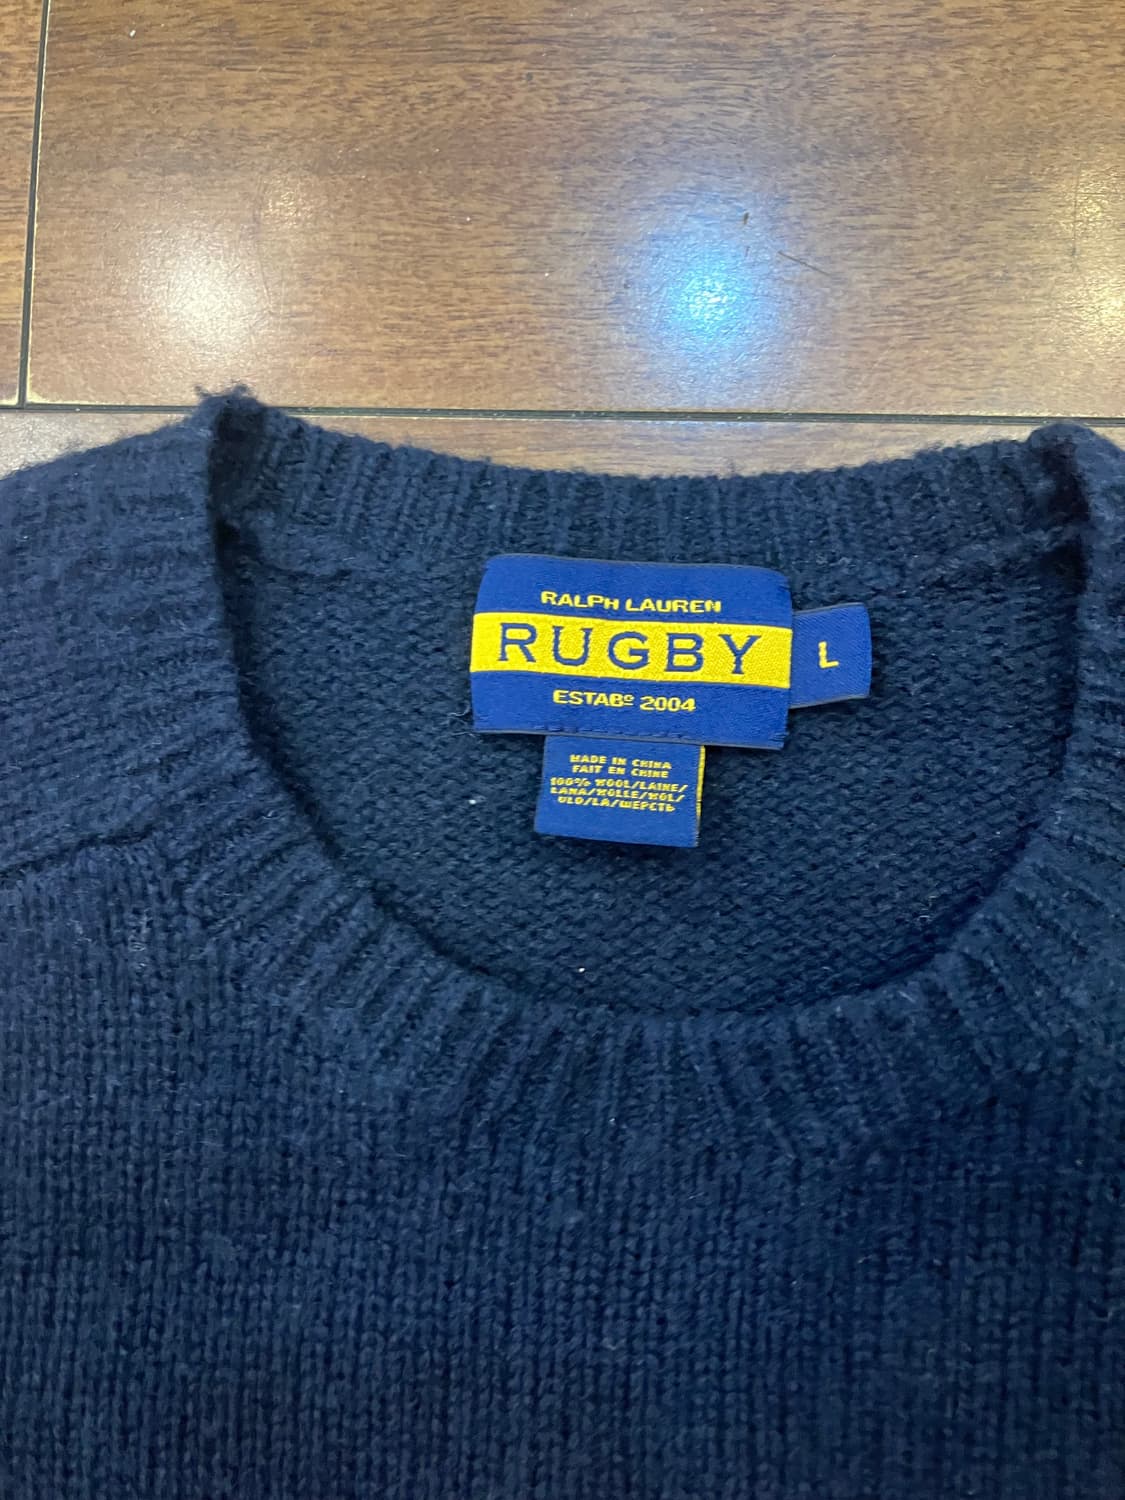 RALPH LAUREN
RUGBY
ESTABº 2004
L
MADE IN CHINA
FAIT EN CHINE
100% WOOL/LAINE/
LANA/WOLLE/WOL/
ULD/LA/ШЕРСТЬ